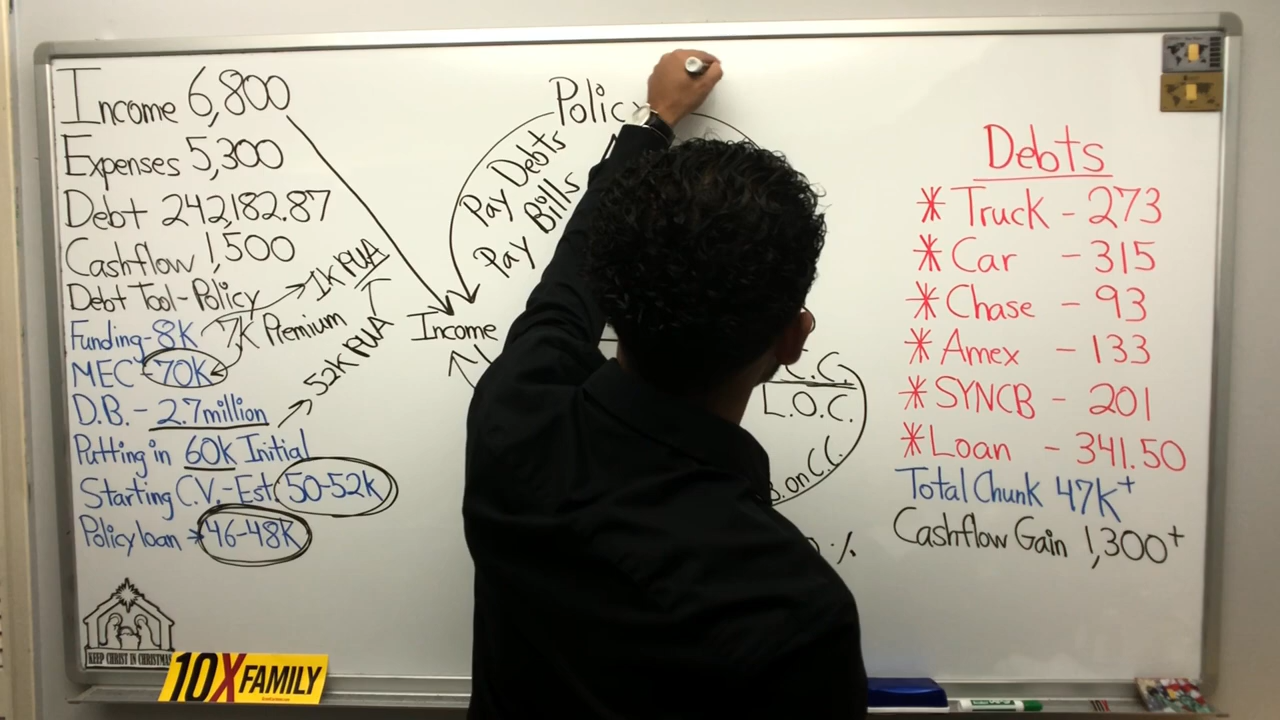 Income 6,800
Expenses 5,300
Debt 242,182.87
Cashflow 1,500
Debt Tool-Policy
1K PUA
Funding-8K
7K Premium
MEC 70K
52K PUA
D.B. - 2.7million
Putting in 60K Initial
Starting C.V.-Est. 50-52K
Policy loan → 46-48K
KEEP CHRIST IN CHRISTMAS
10X FAMILY
Policy
Pay Debts
Pay Bills
Income
C.C.
L.O.C.
on C.C.
%
Debts
* Truck - 273
* Car - 315
* Chase - 93
* Amex - 133
* SYNCB - 201
* Loan - 341.50
Total Chunk 47K+
Cashflow Gain 1,300+